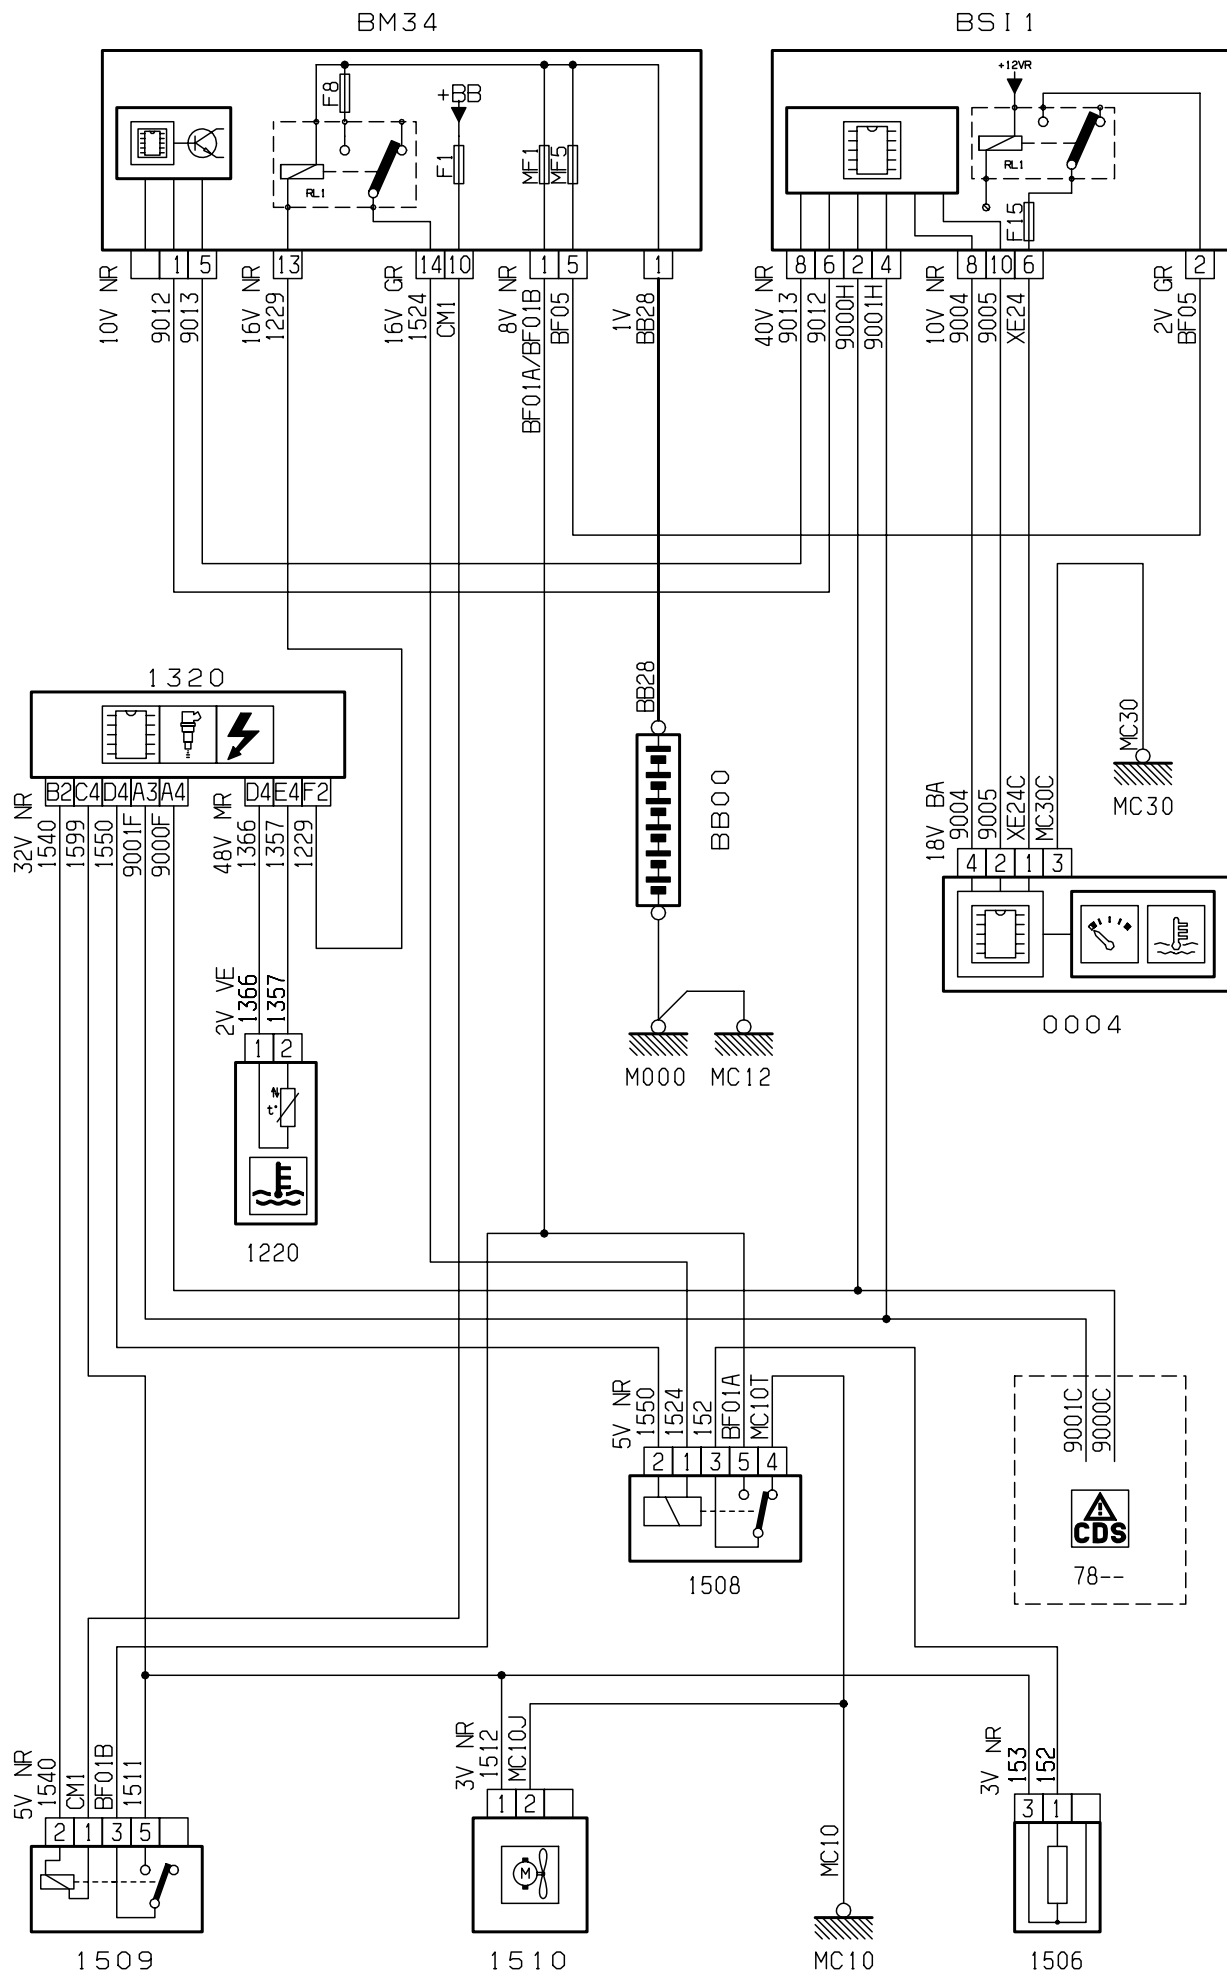 BM34
BSI1
+12VR
F8
+BB
F1
MF1
MF5
RL1
RL1
F15
1 5
13
14 10
1 5
1
8 6 2 4
8 10 6
2
10V NR
9012
9013
16V NR
1229
16V GR
1524
CM1
8V NR
BF01A/BF01B
BF05
1V
BB28
40V NR
9013
9012
9000H
9001H
10V NR
9004
9005
XE24
2V GR
BF05
1320
BB28
MC30
MC30
B2 C4 D4 A3 A4
D4 E4 F2
32V NR
1540
1599
1550
9001F
9000F
48V MR
1366
1357
1229
BB00
18V BA
9004
9005
XE24C
MC30C
4 2 1 3
0004
2V VE
1366
1357
1 2
t°
M000
MC12
1220
5V NR
1550
1524
152
BF01A
MC10T
2 1 3 5 4
1508
9001C
9000C
CDS
78--
5V NR
1540
CM1
BF01B
1511
2 1 3 5
1509
3V NR
1512
MC10J
1 2
M
1510
MC10
MC10
3V NR
153
152
3 1
1506